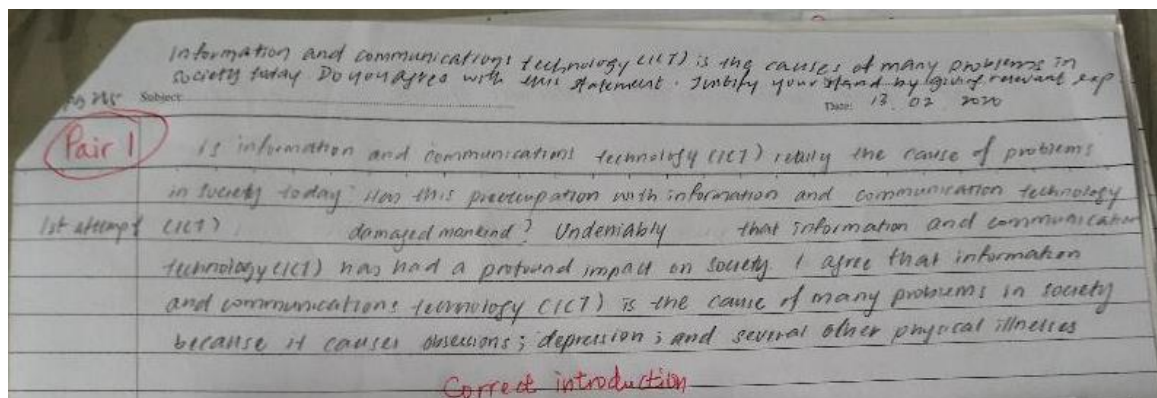 Information and communications technology (ICT) is the causes of many problems in
society today Do you agree with this statement. Justify your stand by giving relevant exp
Subject: Date: 13.02.2020
Pair 1 Is information and communications technology (ICT) really the cause of problems
in society today? Has this preoccupation with information and communication technology
1st attempt (ICT) damaged mankind? Undeniably that information and communication
technology (ICT) has had a profound impact on society. I agree that information
and communications technology (ICT) is the cause of many problems in society
because it causes obsessions; depression; and several other physical illnesses
Correct introduction